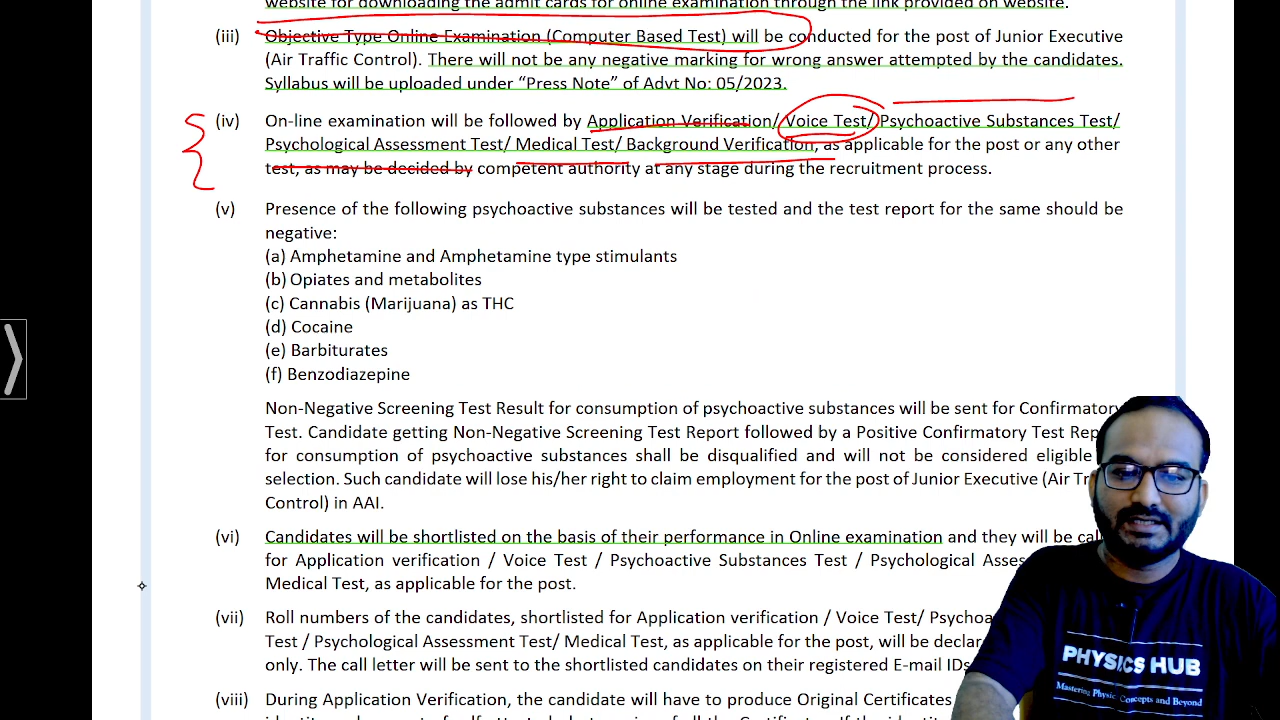 website for downloading the admit cards for online examination through the link provided on website.
(iii) Objective Type Online Examination (Computer Based Test) will be conducted for the post of Junior Executive
(Air Traffic Control). There will not be any negative marking for wrong answer attempted by the candidates.
Syllabus will be uploaded under “Press Note” of Advt No: 05/2023.
(iv) On-line examination will be followed by Application Verification/ Voice Test/ Psychoactive Substances Test/
Psychological Assessment Test/ Medical Test/ Background Verification, as applicable for the post or any other
test, as may be decided by competent authority at any stage during the recruitment process.
(v) Presence of the following psychoactive substances will be tested and the test report for the same should be
negative:
(a) Amphetamine and Amphetamine type stimulants
(b) Opiates and metabolites
(c) Cannabis (Marijuana) as THC
(d) Cocaine
(e) Barbiturates
(f) Benzodiazepine
Non-Negative Screening Test Result for consumption of psychoactive substances will be sent for Confirmatory
Test. Candidate getting Non-Negative Screening Test Report followed by a Positive Confirmatory Test Rep
for consumption of psychoactive substances shall be disqualified and will not be considered eligible
selection. Such candidate will lose his/her right to claim employment for the post of Junior Executive (Air Tr
Control) in AAI.
(vi) Candidates will be shortlisted on the basis of their performance in Online examination and they will be cal
for Application verification / Voice Test / Psychoactive Substances Test / Psychological Asses
Medical Test, as applicable for the post.
(vii) Roll numbers of the candidates, shortlisted for Application verification / Voice Test/ Psychoa
Test / Psychological Assessment Test/ Medical Test, as applicable for the post, will be declar
only. The call letter will be sent to the shortlisted candidates on their registered E-mail IDs
(viii) During Application Verification, the candidate will have to produce Original Certificates
PHYSICS HUB
Mastering Physic Concepts and Beyond